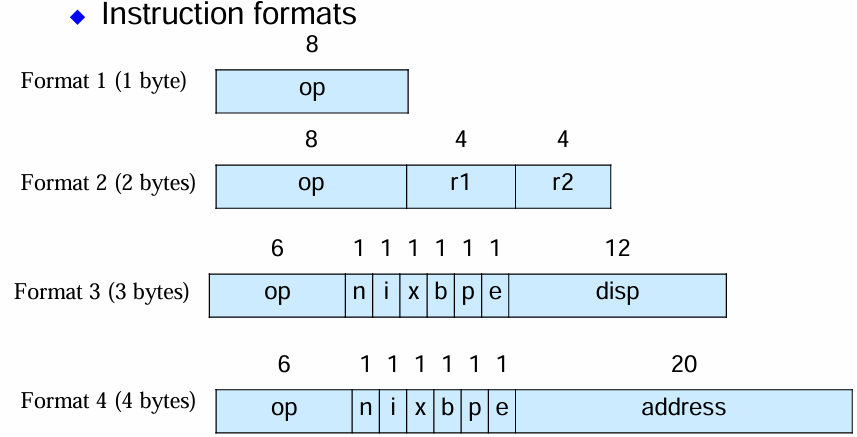 ◆ Instruction formats
8
Format 1 (1 byte)
op
8 4 4
Format 2 (2 bytes)
op r1 r2
6 1 1 1 1 1 1 12
Format 3 (3 bytes)
op n i x b p e disp
6 1 1 1 1 1 1 20
Format 4 (4 bytes)
op n i x b p e address